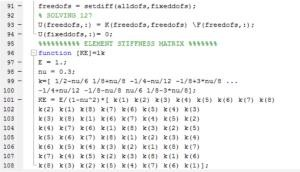 91 freedofs = setdiff(alldofs,fixeddofs);
92 % SOLVING 127
93 U(freedofs,:) = K(freedofs,freedofs) \F(freedofs,:);
94 U(fixeddofs,:)= 0;
95 %%%%%%%%%% ELEMENT STIFFNESS MATRIX %%%%%%%
96 function [KE]=lk
97 E = 1.;
98 nu = 0.3;
99 k=[ 1/2-nu/6 1/8+nu/8 -1/4-nu/12 -1/8+3*nu/8 ...
100 -1/4+nu/12 -1/8-nu/8 nu/6 1/8-3*nu/8];
101 KE = E/(1-nu^2)*[ k(1) k(2) k(3) k(4) k(5) k(6) k(7) k(8)
102 k(2) k(1) k(8) k(7) k(6) k(5) k(4) k(3)
103 k(3) k(8) k(1) k(6) k(7) k(4) k(5) k(2)
104 k(4) k(7) k(6) k(1) k(8) k(3) k(2) k(5)
105 k(5) k(6) k(7) k(8) k(1) k(2) k(3) k(4)
106 k(6) k(5) k(4) k(3) k(2) k(1) k(8) k(7)
107 k(7) k(4) k(5) k(2) k(3) k(8) k(1) k(6)
108 k(8) k(3) k(2) k(5) k(4) k(7) k(6) k(1)];